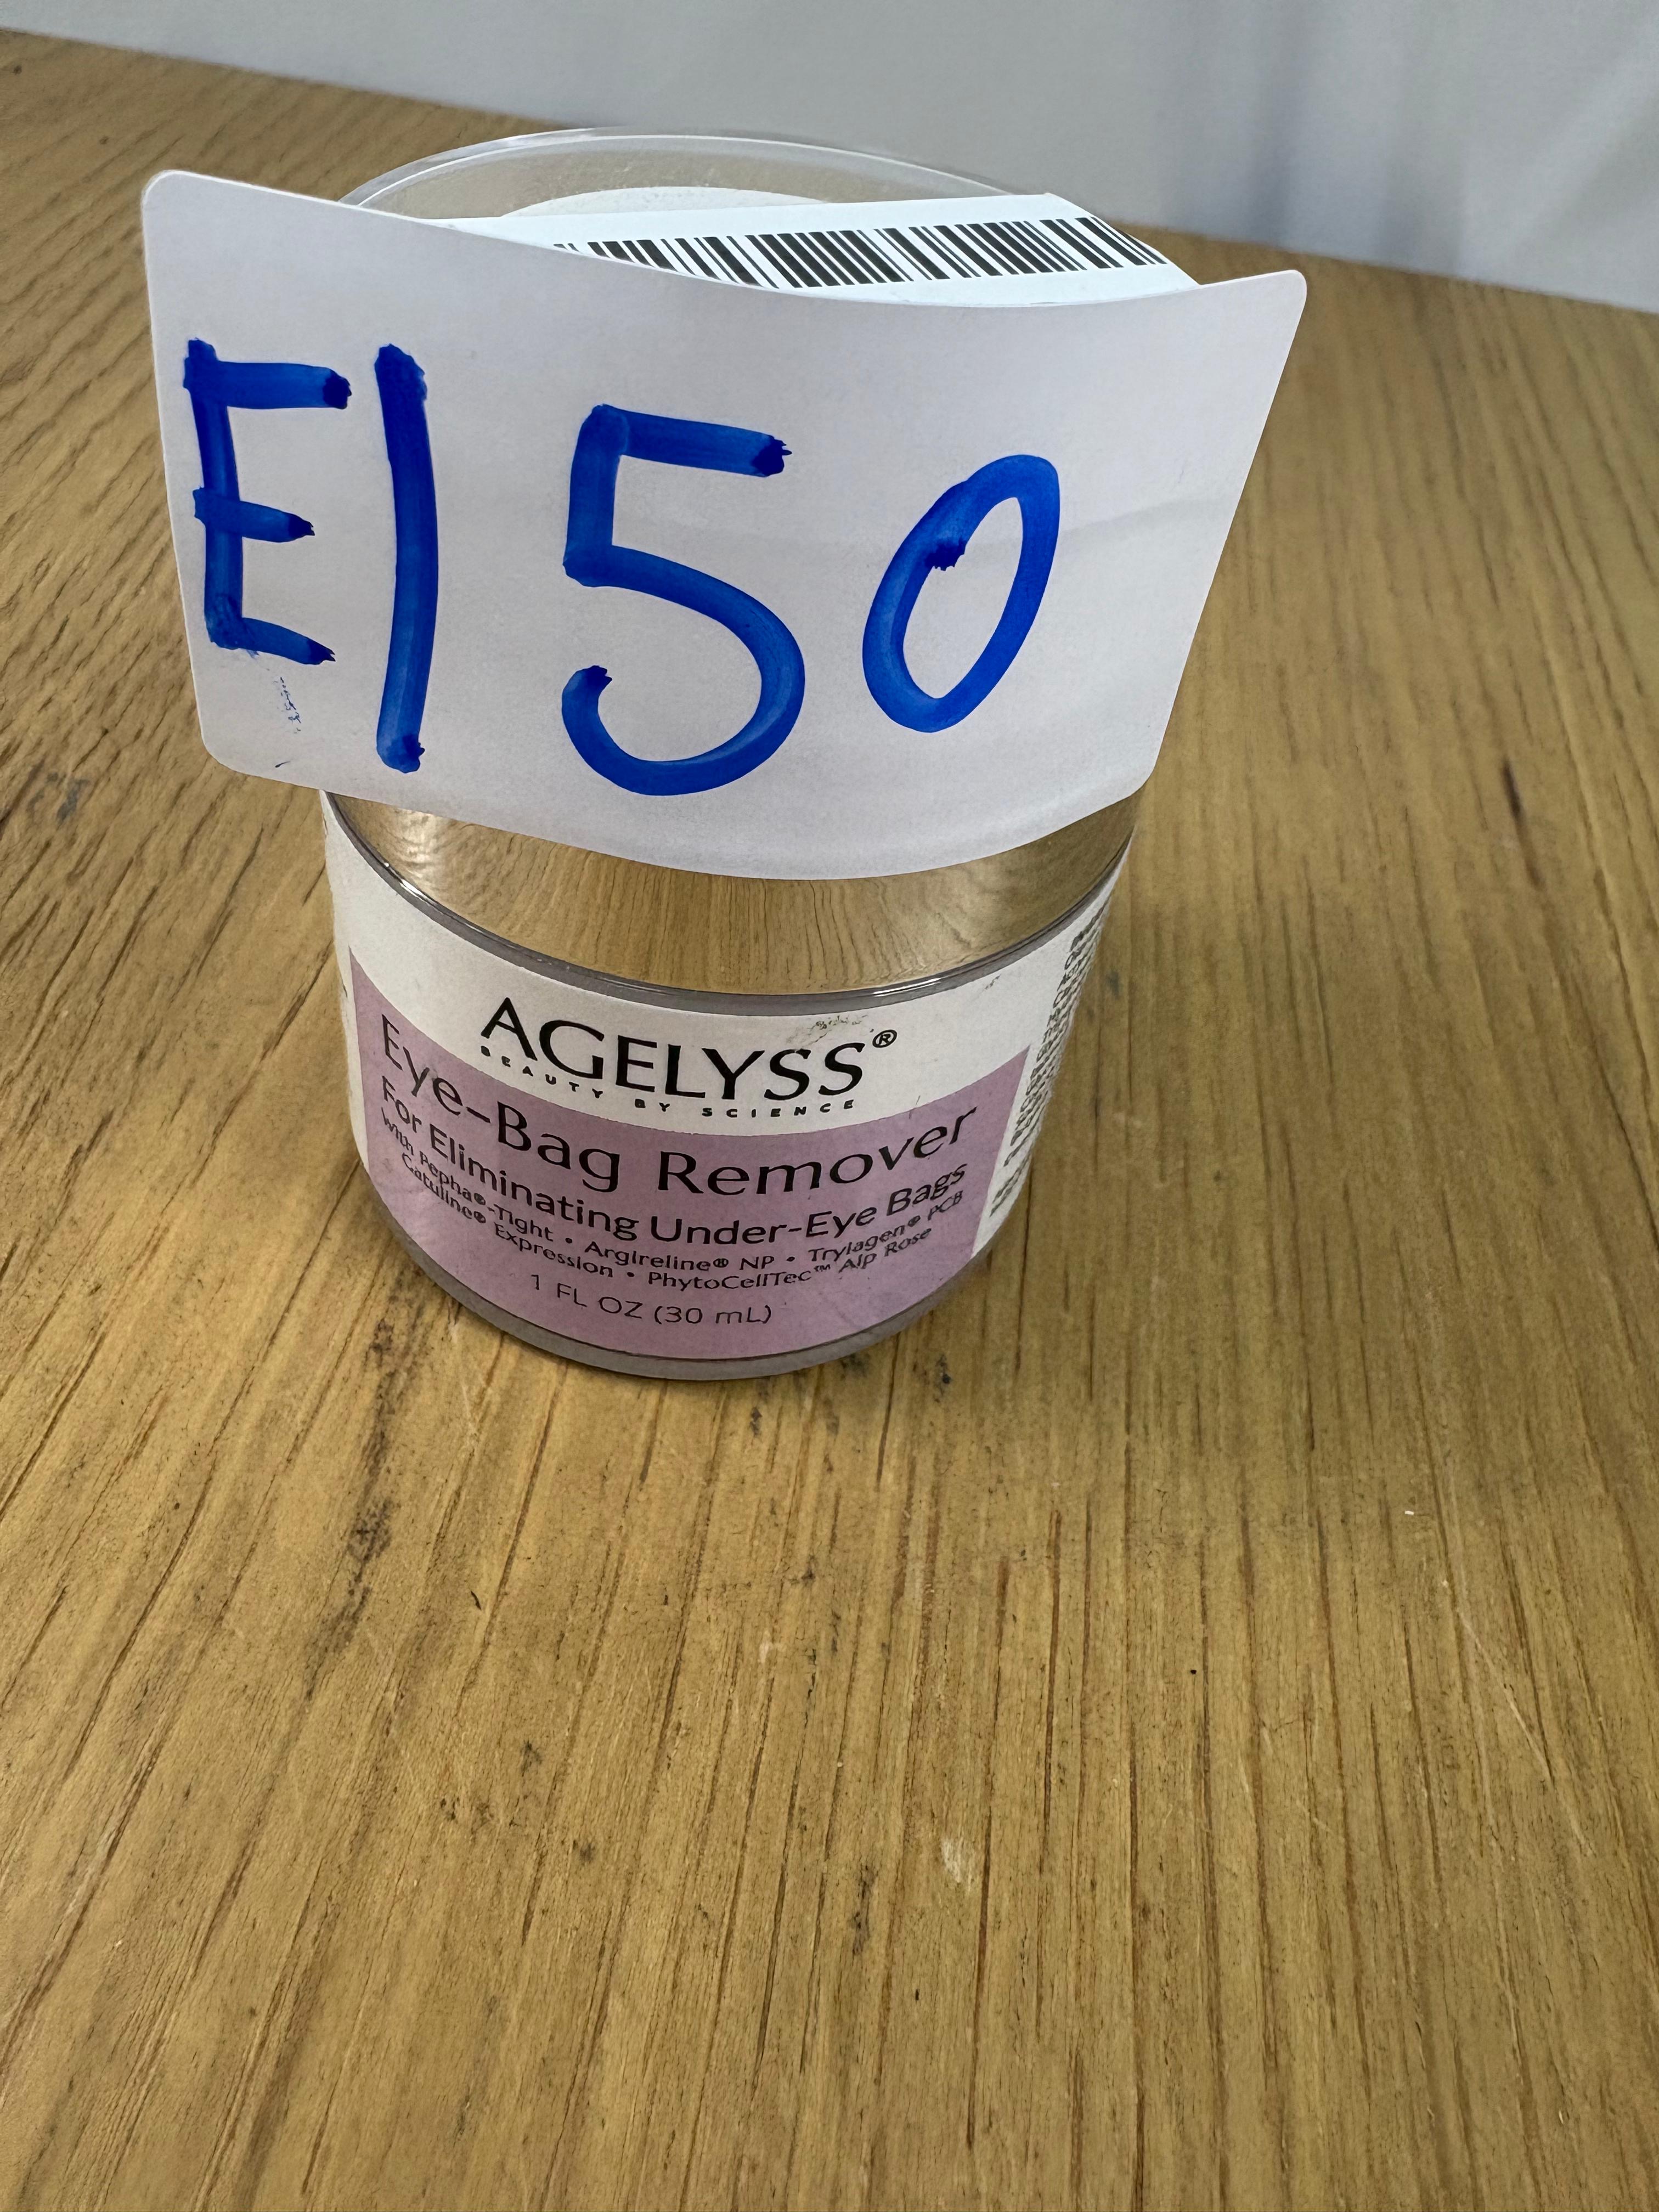 E150
AGELYSS®
BEAUTY BY SCIENCE
Eye-Bag Remover
For Eliminating Under-Eye Bags
With Pepha®-Tight • Argireline® NP • Trylagen® PCB
Catuline® Expression • PhytoCellTec™ Alp Rose
1 FL OZ (30 mL)